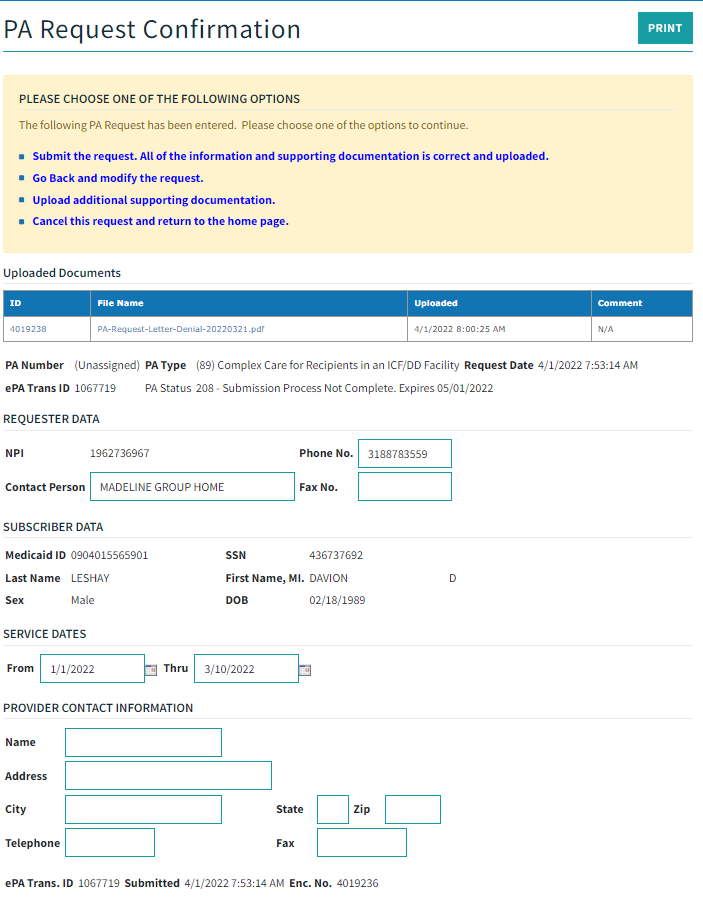 PA Request Confirmation PRINT
PLEASE CHOOSE ONE OF THE FOLLOWING OPTIONS
The following PA Request has been entered. Please choose one of the options to continue.
Submit the request. All of the information and supporting documentation is correct and uploaded.
Go Back and modify the request.
Upload additional supporting documentation.
Cancel this request and return to the home page.
Uploaded Documents
ID File Name Uploaded Comment
4019238 PA-Request-Letter-Denial-20220321.pdf 4/1/2022 8:00:25 AM N/A
PA Number (Unassigned) PA Type (89) Complex Care for Recipients in an ICF/DD Facility Request Date 4/1/2022 7:53:14 AM
ePA Trans ID 1067719 PA Status 208 - Submission Process Not Complete. Expires 05/01/2022
REQUESTER DATA
NPI 1962736967 Phone No. 3188783559
Contact Person MADELINE GROUP HOME Fax No.
SUBSCRIBER DATA
Medicaid ID 0904015565901 SSN 436737692
Last Name LESHAY First Name, MI. DAVION D
Sex Male DOB 02/18/1989
SERVICE DATES
From 1/1/2022 Thru 3/10/2022
PROVIDER CONTACT INFORMATION
Name
Address
City State Zip
Telephone Fax
ePA Trans. ID 1067719 Submitted 4/1/2022 7:53:14 AM Enc. No. 4019236